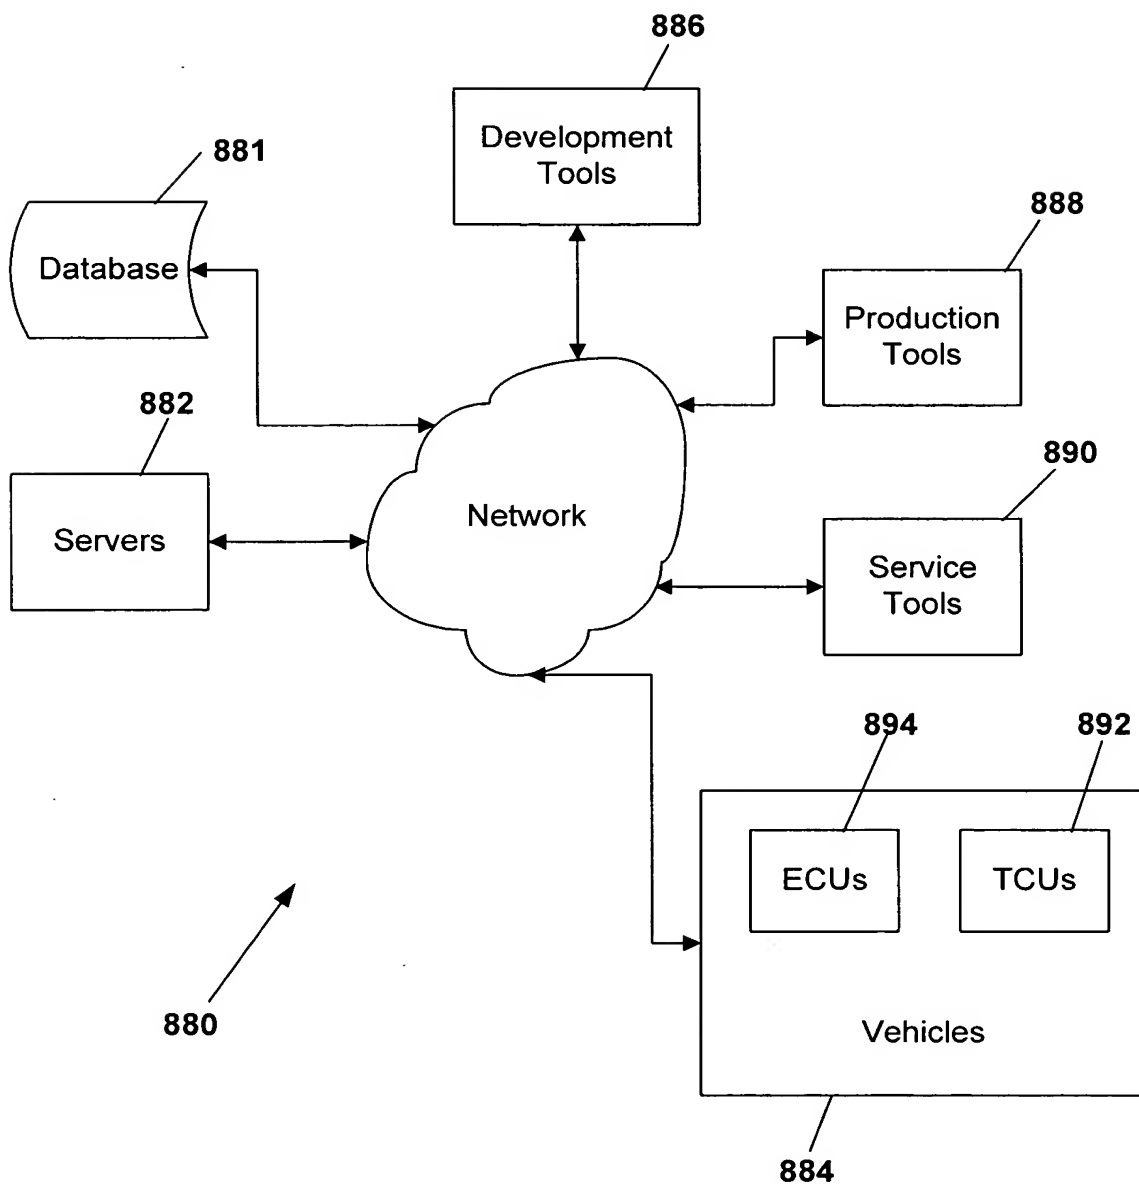 886
Development
Tools
881
Database
888
Production
Tools
882
Servers
Network
890
Service
Tools
894
892
ECUs
TCUs
880
Vehicles
884